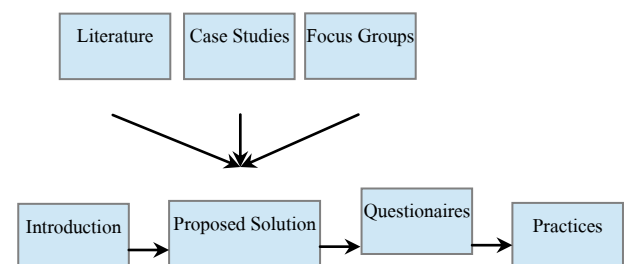 Literature
Case Studies
Focus Groups
Introduction
Proposed Solution
Questionaires
Practices